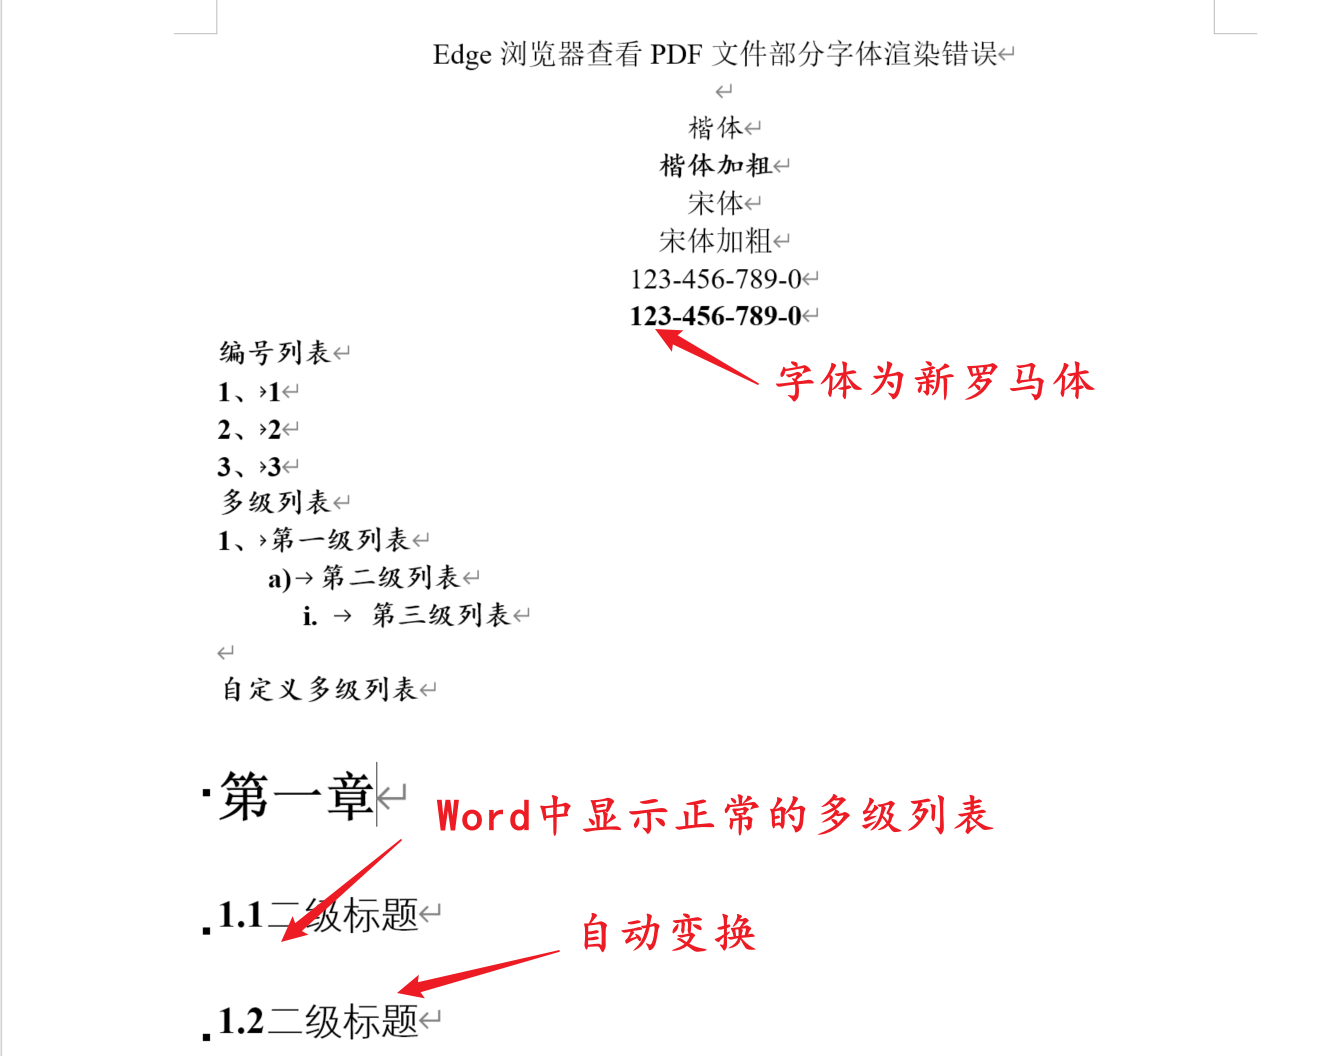 Edge 浏览器查看 PDF 文件部分字体渲染错误
楷体
楷体加粗
宋体
宋体加粗
123-456-789-0
123-456-789-0
字体为新罗马体
编号列表
1、1
2、2
3、3
多级列表
1、第一级列表
a)→第二级列表
i. → 第三级列表
自定义多级列表
第一章
Word中显示正常的多级列表
1.1二级标题
自动变换
1.2二级标题